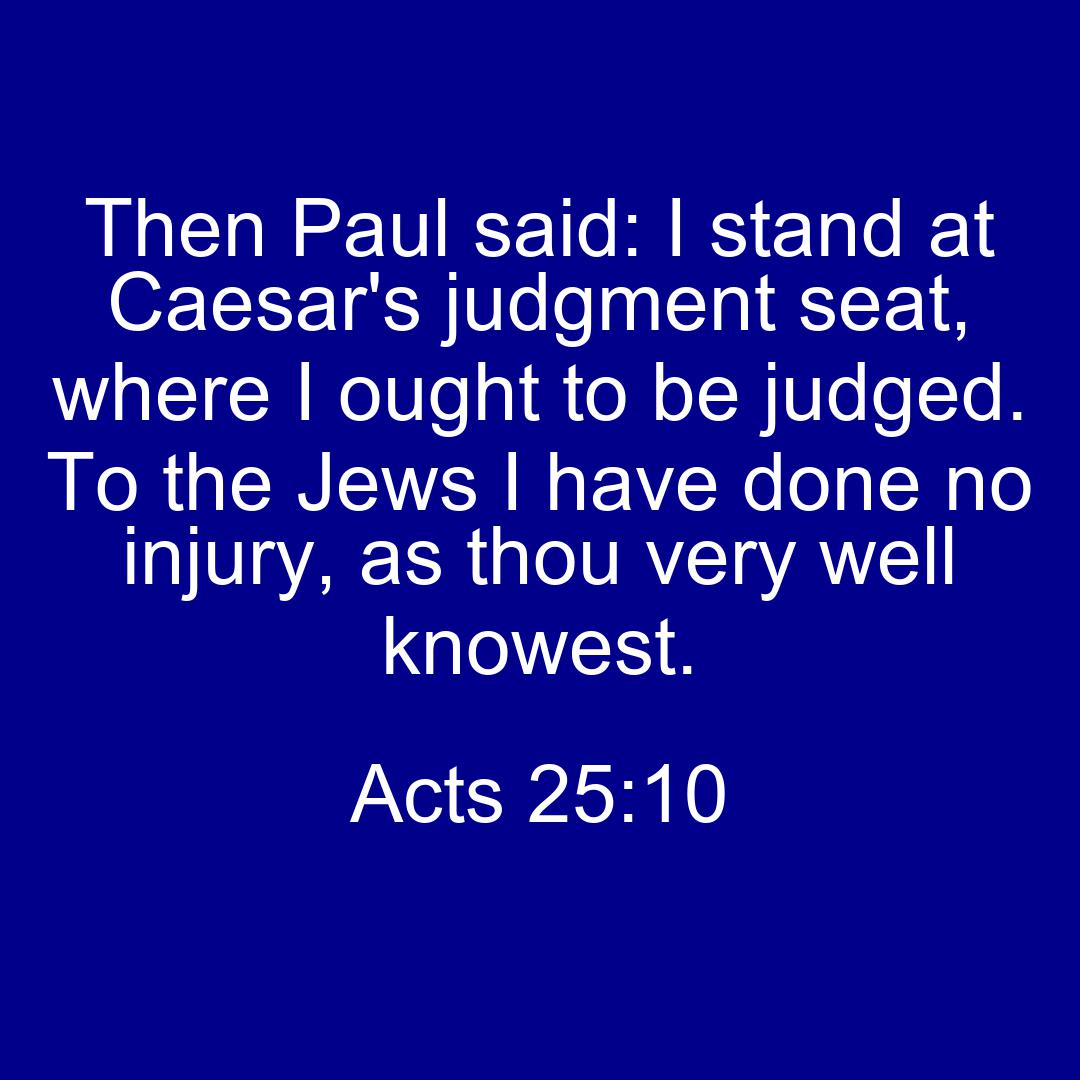 Then Paul said: I stand at
Caesar's judgment seat,
where I ought to be judged.
To the Jews I have done no
injury, as thou very well
knowest.
Acts 25:10